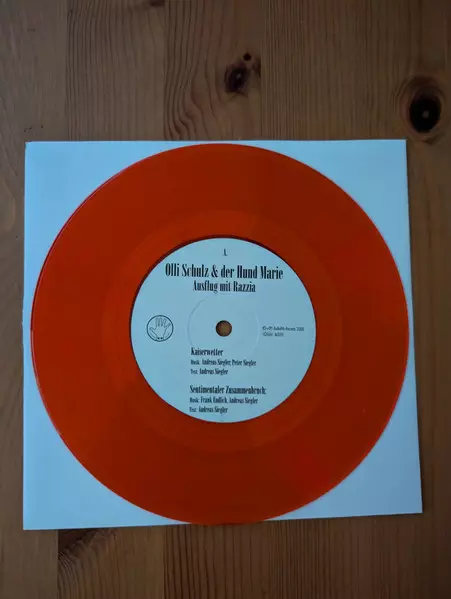 A.
Olli Schulz & der Hund Marie
Ausflug mit Razzia
Kaiserwetter
Musik: Andreas Siegler, Peter Siegler
Text: Andreas Siegler
Sentimentaler Zusammenbruch:
Musik: Frank Endlich, Andreas Siegler
Text: Andreas Siegler